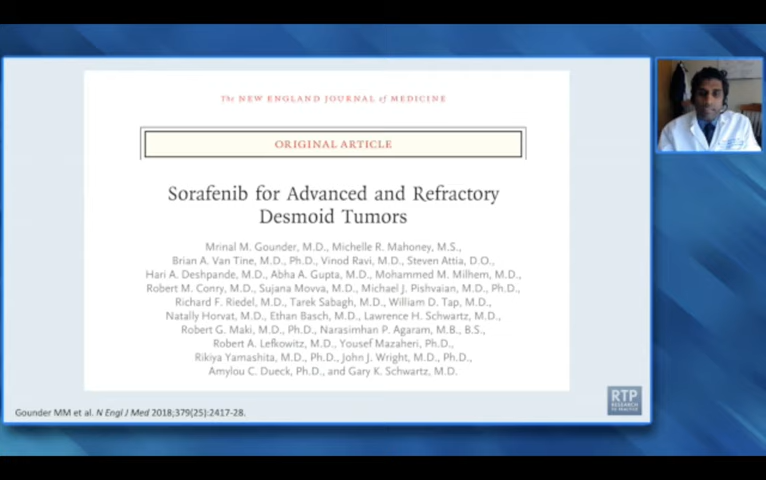 The NEW ENGLAND JOURNAL of MEDICINE
ORIGINAL ARTICLE
Sorafenib for Advanced and Refractory
Desmoid Tumors
Mrinal M. Gounder, M.D., Michelle R. Mahoney, M.S.,
Brian A. Van Tine, M.D., Ph.D., Vinod Ravi, M.D., Steven Attia, D.O.,
Hari A. Deshpande, M.D., Abha A. Gupta, M.D., Mohammed M. Milhem, M.D.,
Robert M. Conry, M.D., Sujana Movva, M.D., Michael J. Pishvaian, M.D., Ph.D.,
Richard F. Riedel, M.D., Tarek Sabagh, M.D., William D. Tap, M.D.,
Natally Horvat, M.D., Ethan Basch, M.D., Lawrence H. Schwartz, M.D.,
Robert G. Maki, M.D., Ph.D., Narasimhan P. Agaram, M.B., B.S.,
Robert A. Lefkowitz, M.D., Yousef Mazaheri, Ph.D.,
Rikiya Yamashita, M.D., Ph.D., John J. Wright, M.D., Ph.D.,
Amylou C. Dueck, Ph.D., and Gary K. Schwartz, M.D.
Gounder MM et al. N Engl J Med 2018;379(25):2417-28.
RTP
RESEARCH
TO PRACTICE